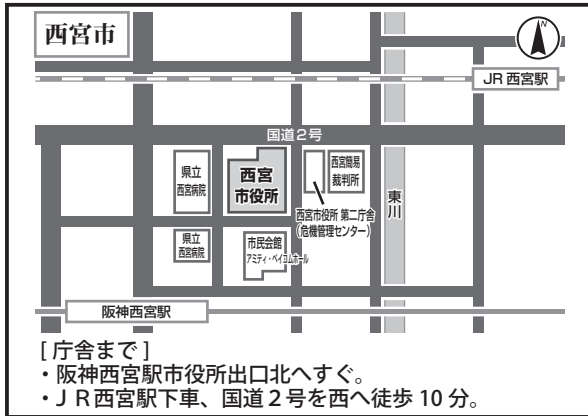 西宮市
N
JR 西宮駅
国道2号
県立
西宮病院
西宮
市役所
西宮簡易
裁判所
西宮市役所 第二庁舎
（危機管理センター）
東川
県立
西宮病院
市民会館
アミティ・ベイコムホール
阪神西宮駅
[ 庁舎まで ]
・阪神西宮駅市役所出口北へすぐ。
・ＪＲ西宮駅下車、国道２号を西へ徒歩 10 分。